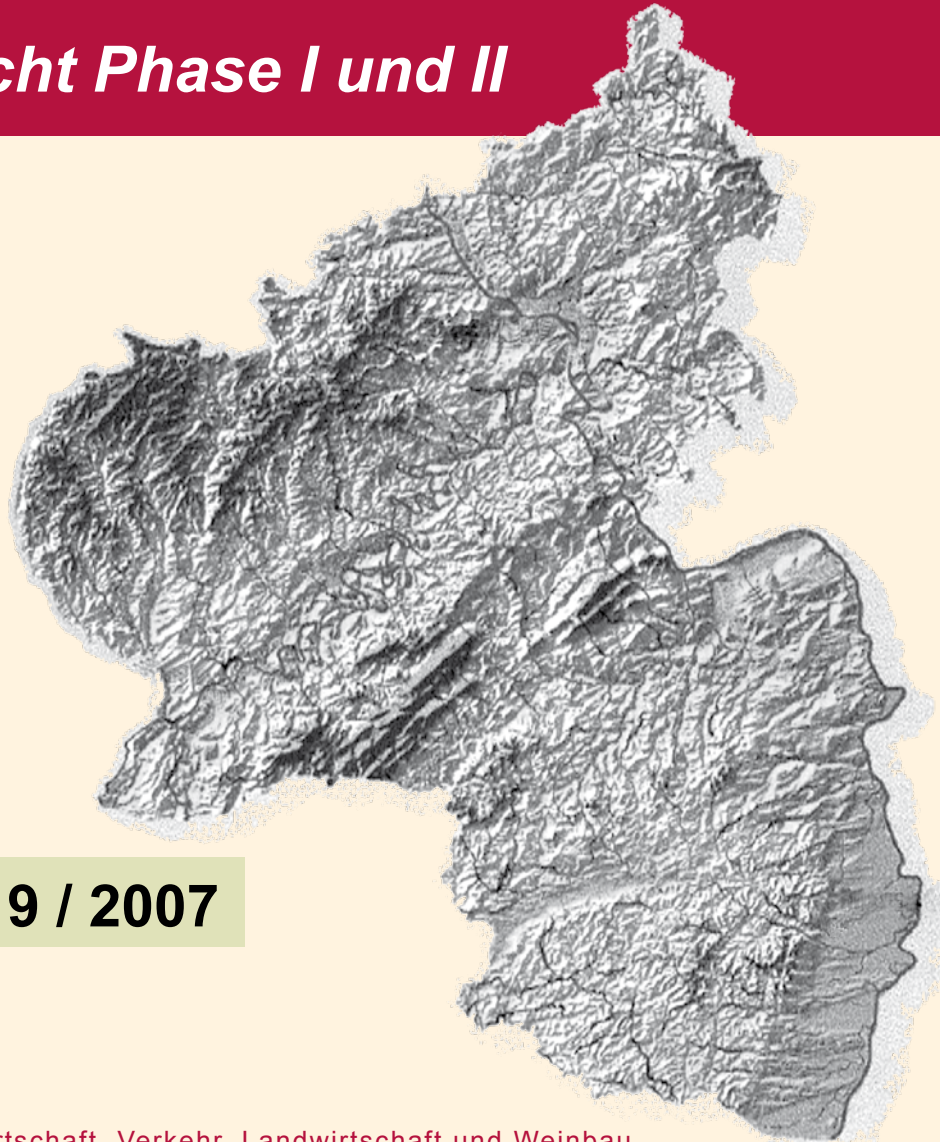 cht Phase I und II
9 / 2007
rtschaft, Verkehr, Landwirtschaft und Weinbau